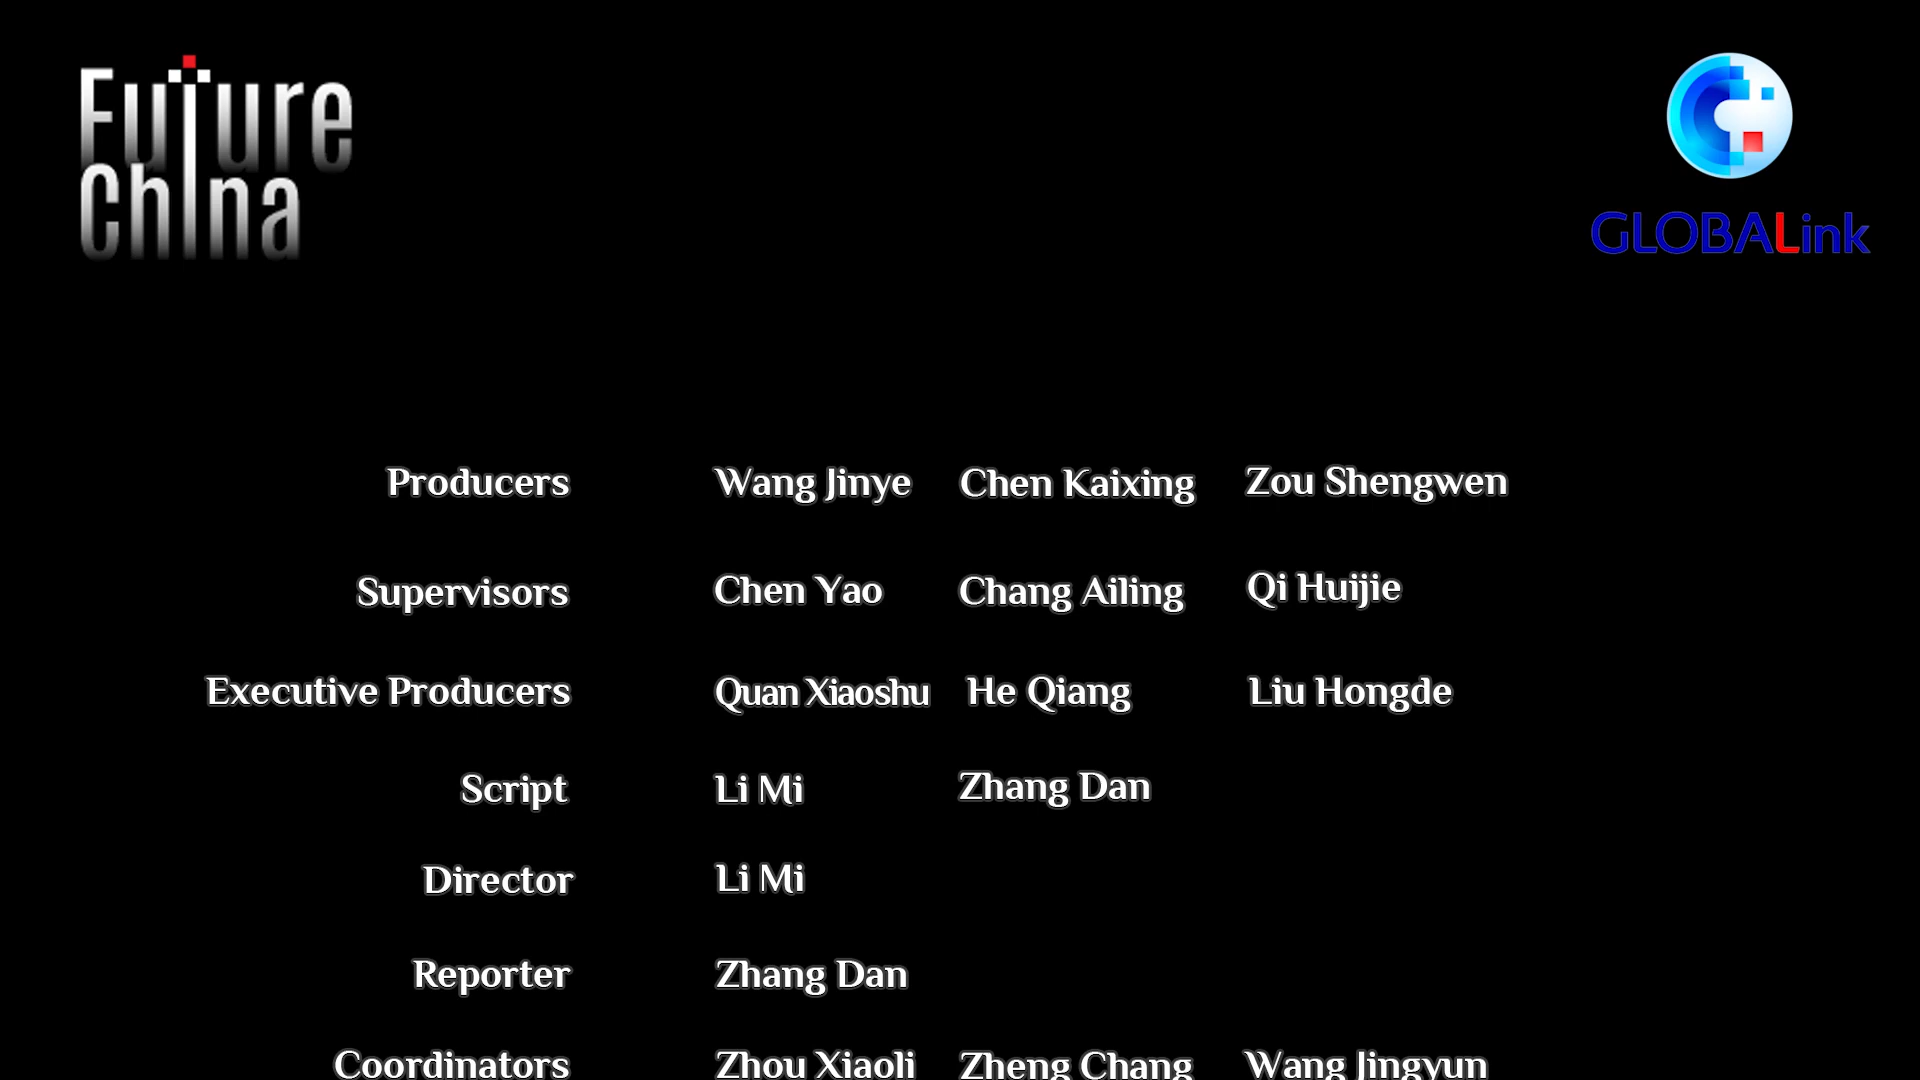 Future
China
GLOBALink
Producers Wang Jinye Chen Kaixing Zou Shengwen
Supervisors Chen Yao Chang Ailing Qi Huijie
Executive Producers Quan Xiaoshu He Qiang Liu Hongde
Script Li Mi Zhang Dan
Director Li Mi
Reporter Zhang Dan
Coordinators Zhou Xiaoli Zheng Chang Wang Jingyun